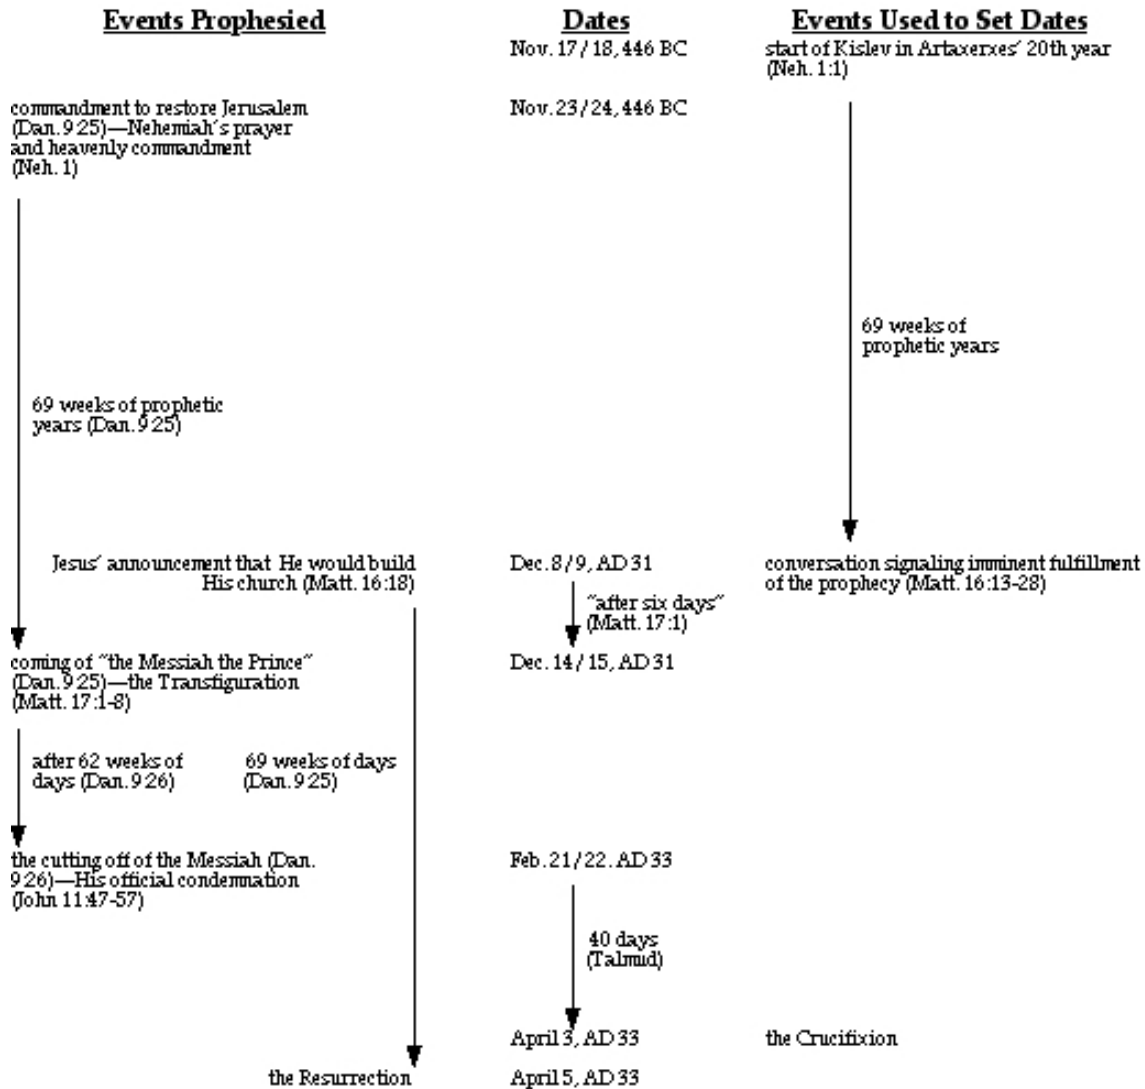 Events Prophesied
Dates
Events Used to Set Dates
Nov. 17/18, 446 BC
start of Kislev in Artaxerxes' 20th year
(Neh. 1:1)
commandment to restore Jerusalem
(Dan. 9:25)—Nehemiah's prayer
and heavenly commandment
(Neh. 1)
Nov. 23/24, 446 BC
69 weeks of
prophetic years
69 weeks of prophetic
years (Dan. 9:25)
Jesus' announcement that He would build
His church (Matt. 16:18)
Dec. 8/9, AD 31
conversation signaling imminent fulfillment
of the prophecy (Matt. 16:13-28)
"after six days"
(Matt. 17:1)
coming of "the Messiah the Prince"
(Dan. 9:25)—the Transfiguration
(Matt. 17:1-8)
Dec. 14/15, AD 31
after 62 weeks of
days (Dan. 9:26)
69 weeks of days
(Dan. 9:25)
the cutting off of the Messiah (Dan.
9:26)—His official condemnation
(John 11:47-57)
Feb. 21/22. AD 33
40 days
(Talmud)
April 3, AD 33
the Crucifixion
the Resurrection
April 5, AD 33